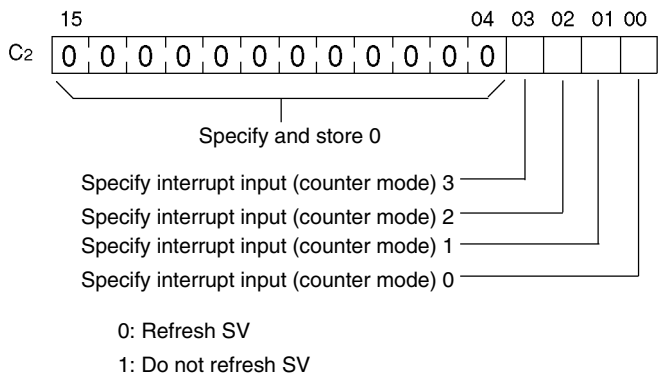 15 04 03 02 01 00
C2 0 0 0 0 0 0 0 0 0 0 0 0
Specify and store 0
Specify interrupt input (counter mode) 3
Specify interrupt input (counter mode) 2
Specify interrupt input (counter mode) 1
Specify interrupt input (counter mode) 0
0: Refresh SV
1: Do not refresh SV